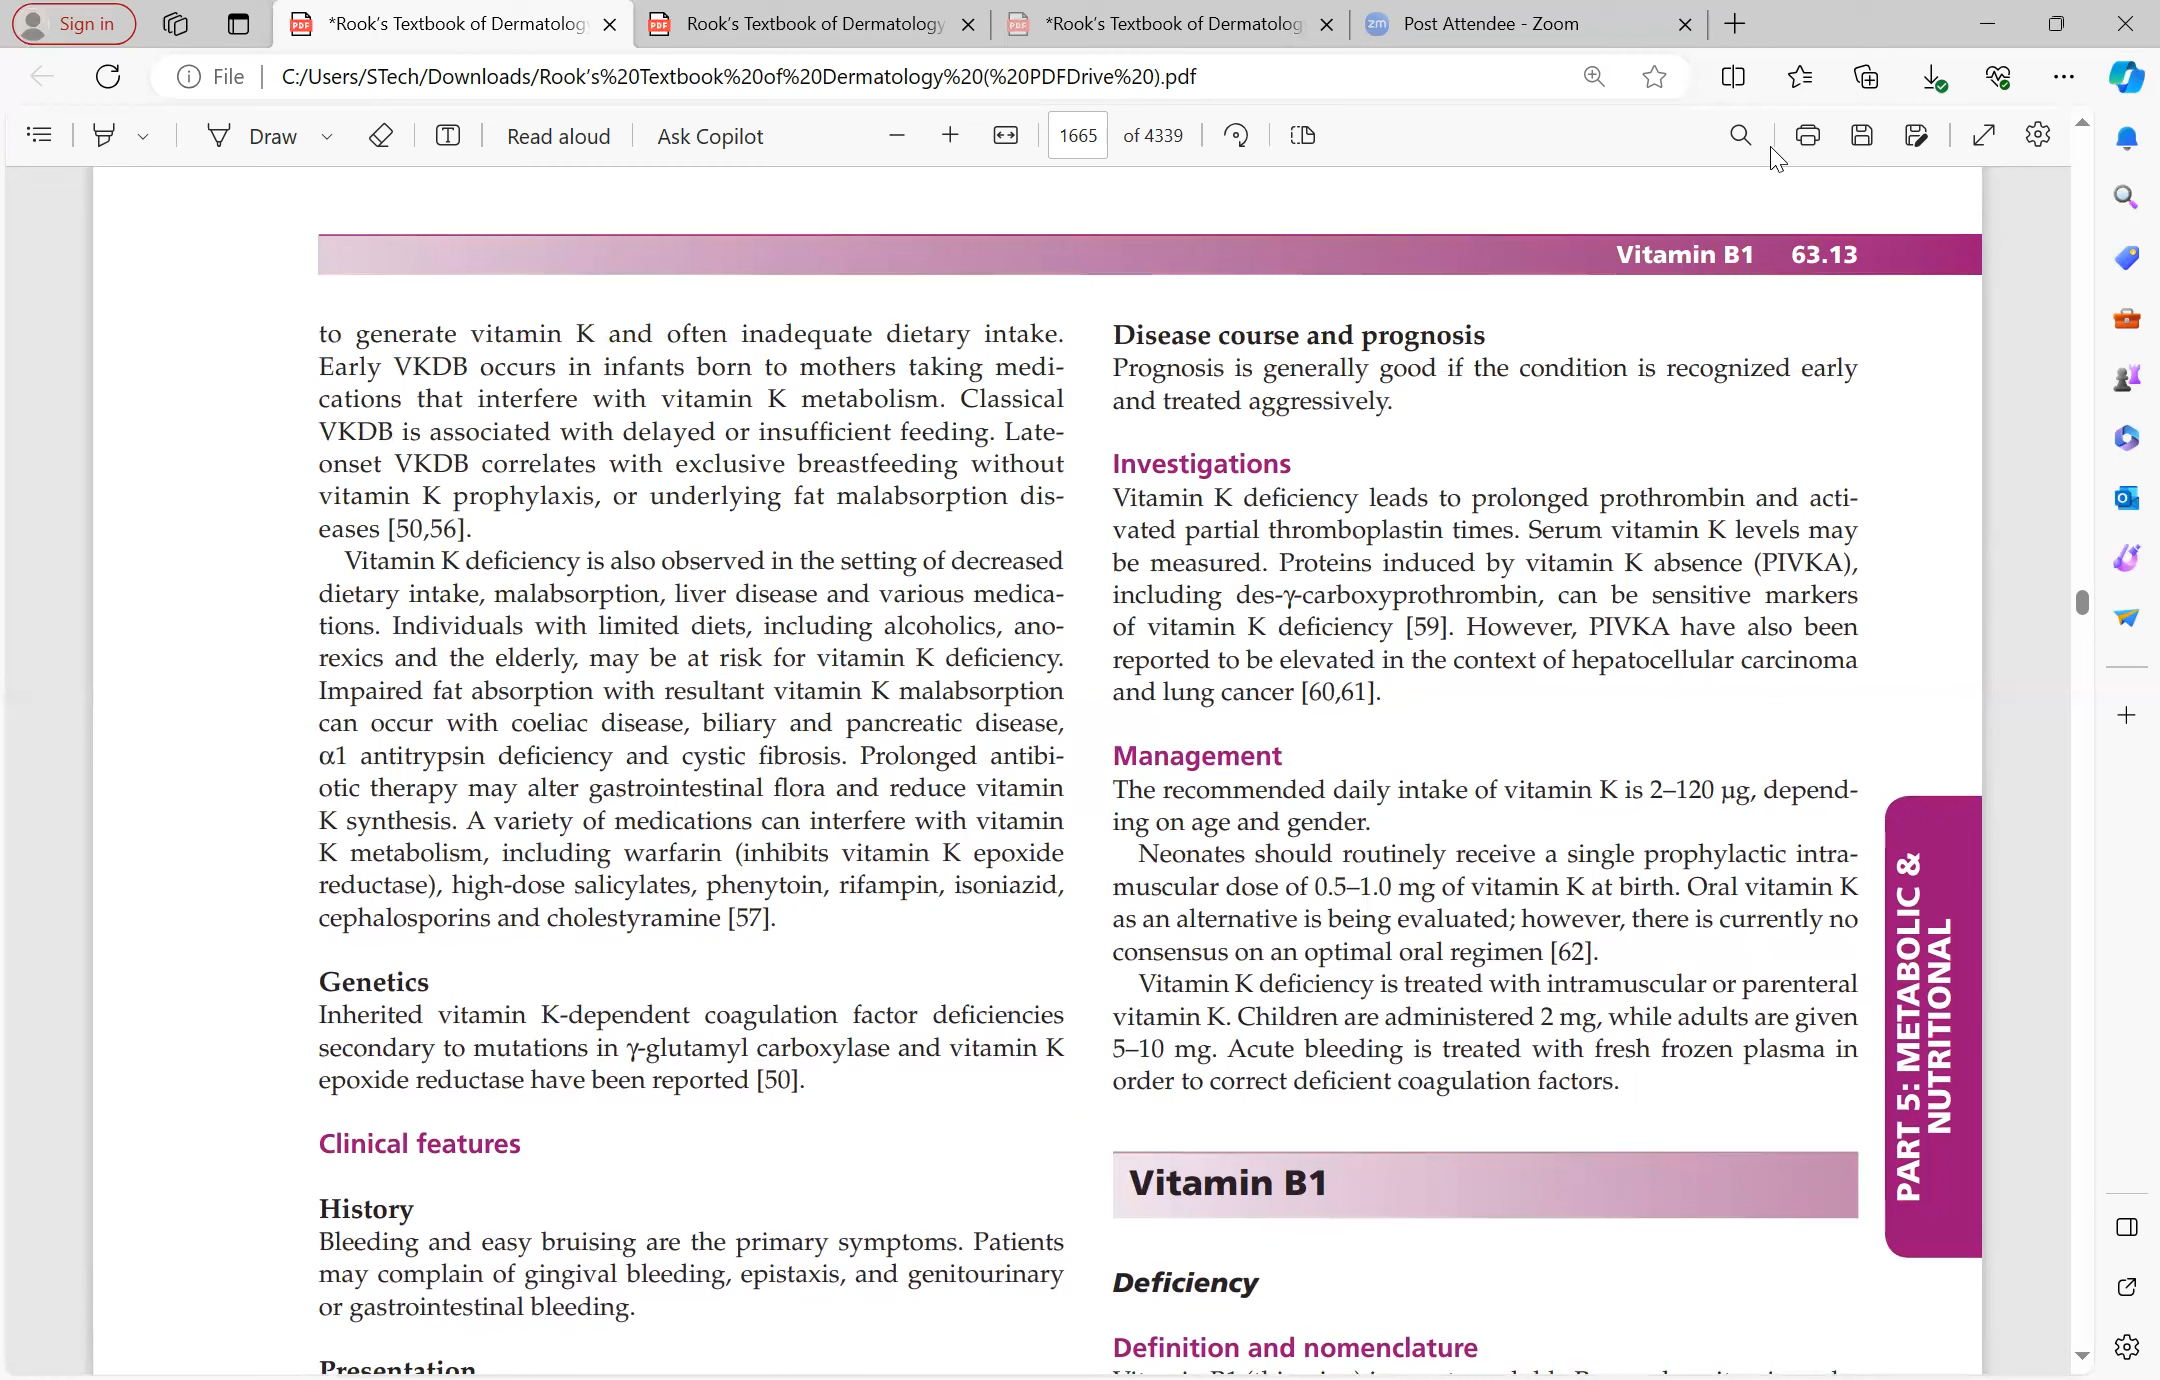 Sign in
*Rook's Textbook of Dermatology
Rook's Textbook of Dermatology
*Rook's Textbook of Dermatolog
Post Attendee - Zoom
File
C:/Users/STech/Downloads/Rook's%20Textbook%20of%20Dermatology%20(%20PDFDrive%20).pdf
Draw
Read aloud
Ask Copilot
1665 of 4339
Vitamin B1 63.13
to generate vitamin K and often inadequate dietary intake.
Early VKDB occurs in infants born to mothers taking medi-
cations that interfere with vitamin K metabolism. Classical
VKDB is associated with delayed or insufficient feeding. Late-
onset VKDB correlates with exclusive breastfeeding without
vitamin K prophylaxis, or underlying fat malabsorption dis-
eases [50,56].
Vitamin K deficiency is also observed in the setting of decreased
dietary intake, malabsorption, liver disease and various medica-
tions. Individuals with limited diets, including alcoholics, ano-
rexics and the elderly, may be at risk for vitamin K deficiency.
Impaired fat absorption with resultant vitamin K malabsorption
can occur with coeliac disease, biliary and pancreatic disease,
α1 antitrypsin deficiency and cystic fibrosis. Prolonged antibi-
otic therapy may alter gastrointestinal flora and reduce vitamin
K synthesis. A variety of medications can interfere with vitamin
K metabolism, including warfarin (inhibits vitamin K epoxide
reductase), high-dose salicylates, phenytoin, rifampin, isoniazid,
cephalosporins and cholestyramine [57].
Genetics
Inherited vitamin K-dependent coagulation factor deficiencies
secondary to mutations in γ-glutamyl carboxylase and vitamin K
epoxide reductase have been reported [50].
Clinical features
History
Bleeding and easy bruising are the primary symptoms. Patients
may complain of gingival bleeding, epistaxis, and genitourinary
or gastrointestinal bleeding.
Presentation
Disease course and prognosis
Prognosis is generally good if the condition is recognized early
and treated aggressively.
Investigations
Vitamin K deficiency leads to prolonged prothrombin and acti-
vated partial thromboplastin times. Serum vitamin K levels may
be measured. Proteins induced by vitamin K absence (PIVKA),
including des-γ-carboxyprothrombin, can be sensitive markers
of vitamin K deficiency [59]. However, PIVKA have also been
reported to be elevated in the context of hepatocellular carcinoma
and lung cancer [60,61].
Management
The recommended daily intake of vitamin K is 2–120 μg, depend-
ing on age and gender.
Neonates should routinely receive a single prophylactic intra-
muscular dose of 0.5–1.0 mg of vitamin K at birth. Oral vitamin K
as an alternative is being evaluated; however, there is currently no
consensus on an optimal oral regimen [62].
Vitamin K deficiency is treated with intramuscular or parenteral
vitamin K. Children are administered 2 mg, while adults are given
5–10 mg. Acute bleeding is treated with fresh frozen plasma in
order to correct deficient coagulation factors.
Vitamin B1
Deficiency
Definition and nomenclature
PART 5: METABOLIC &
NUTRITIONAL